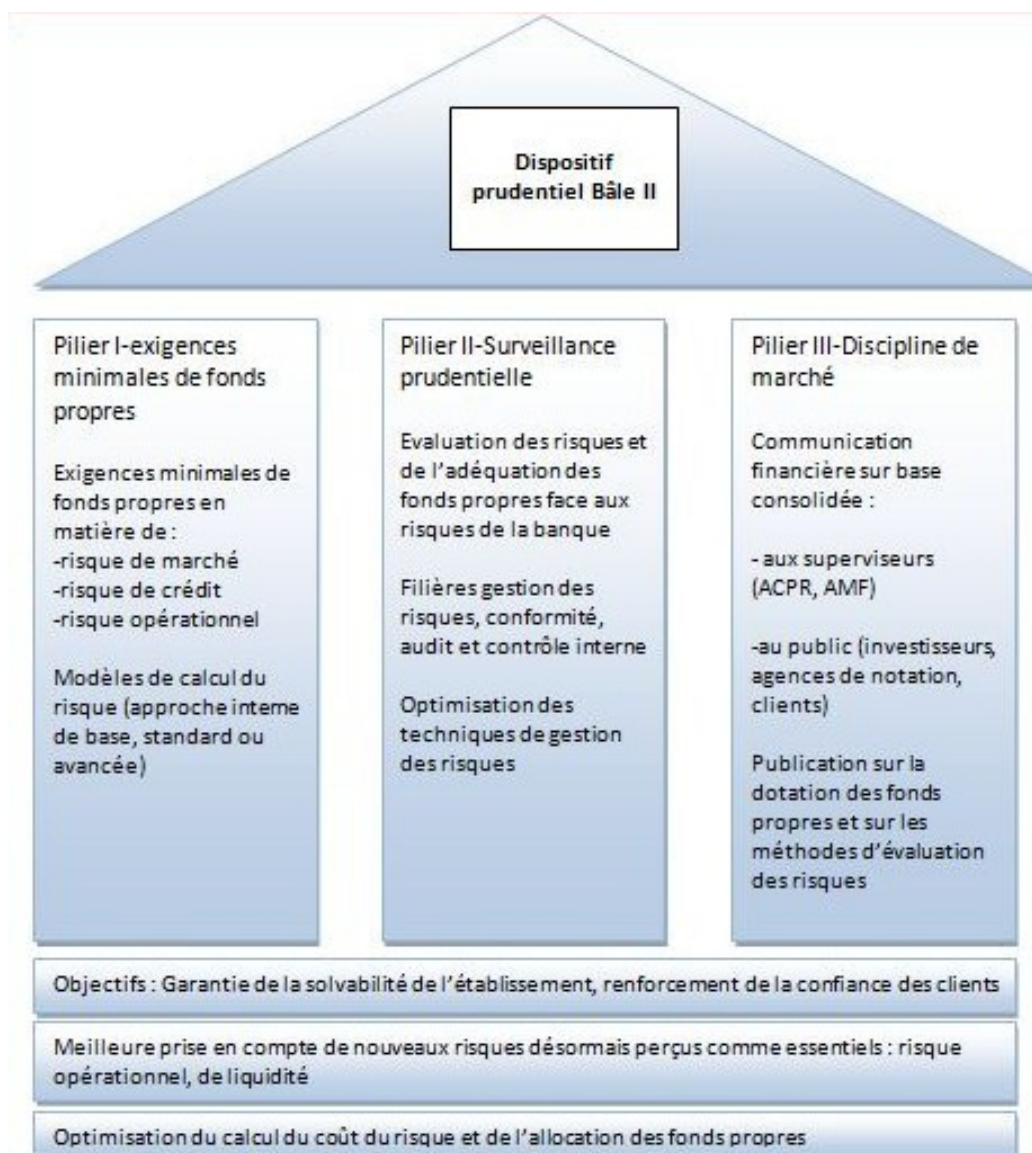 Dispositif
prudentiel Bâle II
Pilier I-exigences
minimales de fonds
propres
Exigences minimales de
fonds propres en
matière de :
-risque de marché
-risque de crédit
-risque opérationnel
Modèles de calcul du
risque (approche interne
de base, standard ou
avancée)
Pilier II-Surveillance
prudentielle
Evaluation des risques et
de l’adéquation des
fonds propres face aux
risques de la banque
Filières gestion des
risques, conformité,
audit et contrôle interne
Optimisation des
techniques de gestion
des risques
Pilier III-Discipline de
marché
Communication
financière sur base
consolidée :
- aux superviseurs
(ACPR, AMF)
-au public (investisseurs,
agences de notation,
clients)
Publication sur la
dotation des fonds
propres et sur les
méthodes d’évaluation
des risques
Objectifs : Garantie de la solvabilité de l’établissement, renforcement de la confiance des clients
Meilleure prise en compte de nouveaux risques désormais perçus comme essentiels : risque
opérationnel, de liquidité
Optimisation du calcul du coût du risque et de l’allocation des fonds propres